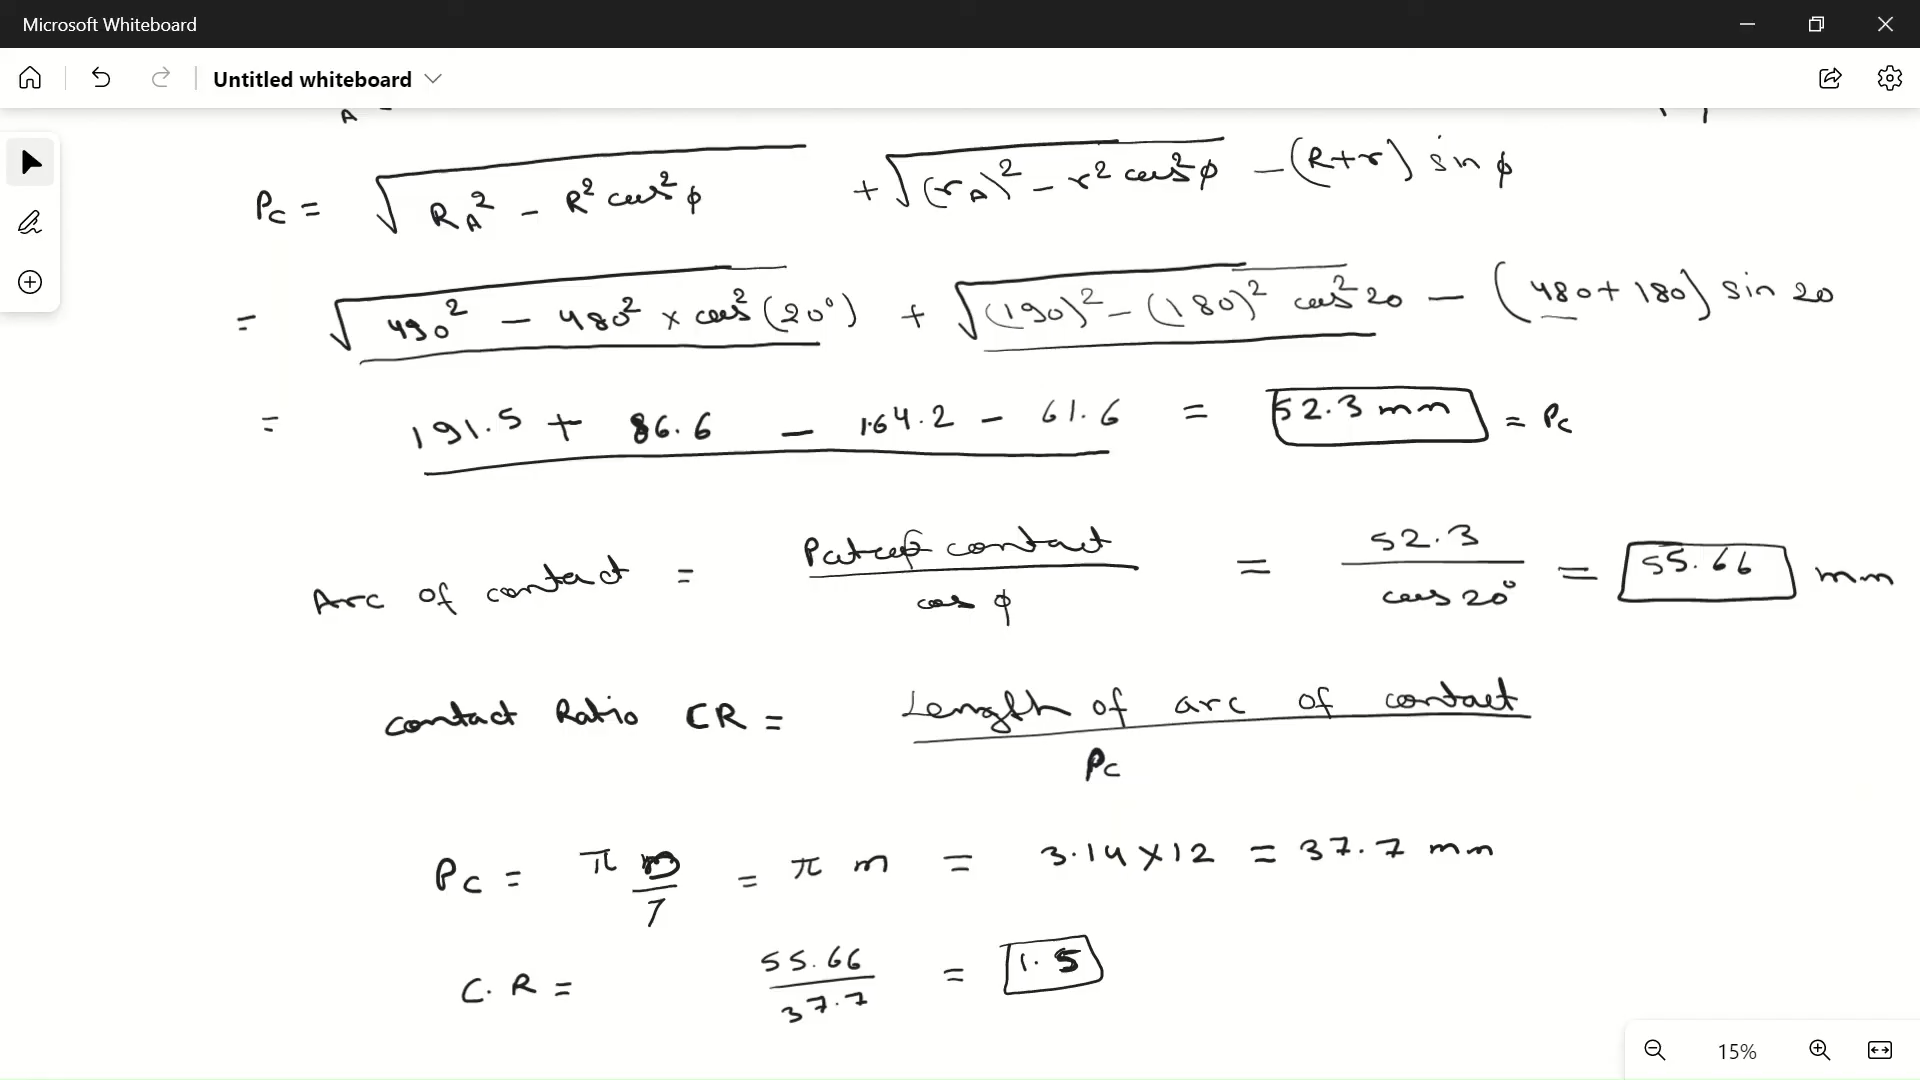 Microsoft Whiteboard
Untitled whiteboard
A
Pc = √(RA² - R² cos²φ) + √((rA)² - r² cos²φ) - (R+r) sin φ
= √(490² - 480² x cos²(20°)) + √((190)² - (180)² cos² 20) - (480+180) sin 20
= 191.5 + 86.6 - 164.2 - 61.6 = 52.3 mm = Pc
Arc of contact = Path of contact / cos φ = 52.3 / cos 20° = 55.66 mm
contact Ratio CR = Length of arc of contact / Pc
Pc = π D/T = π m = 3.14 x 12 = 37.7 mm
C.R = 55.66 / 37.7 = 1.5
15%